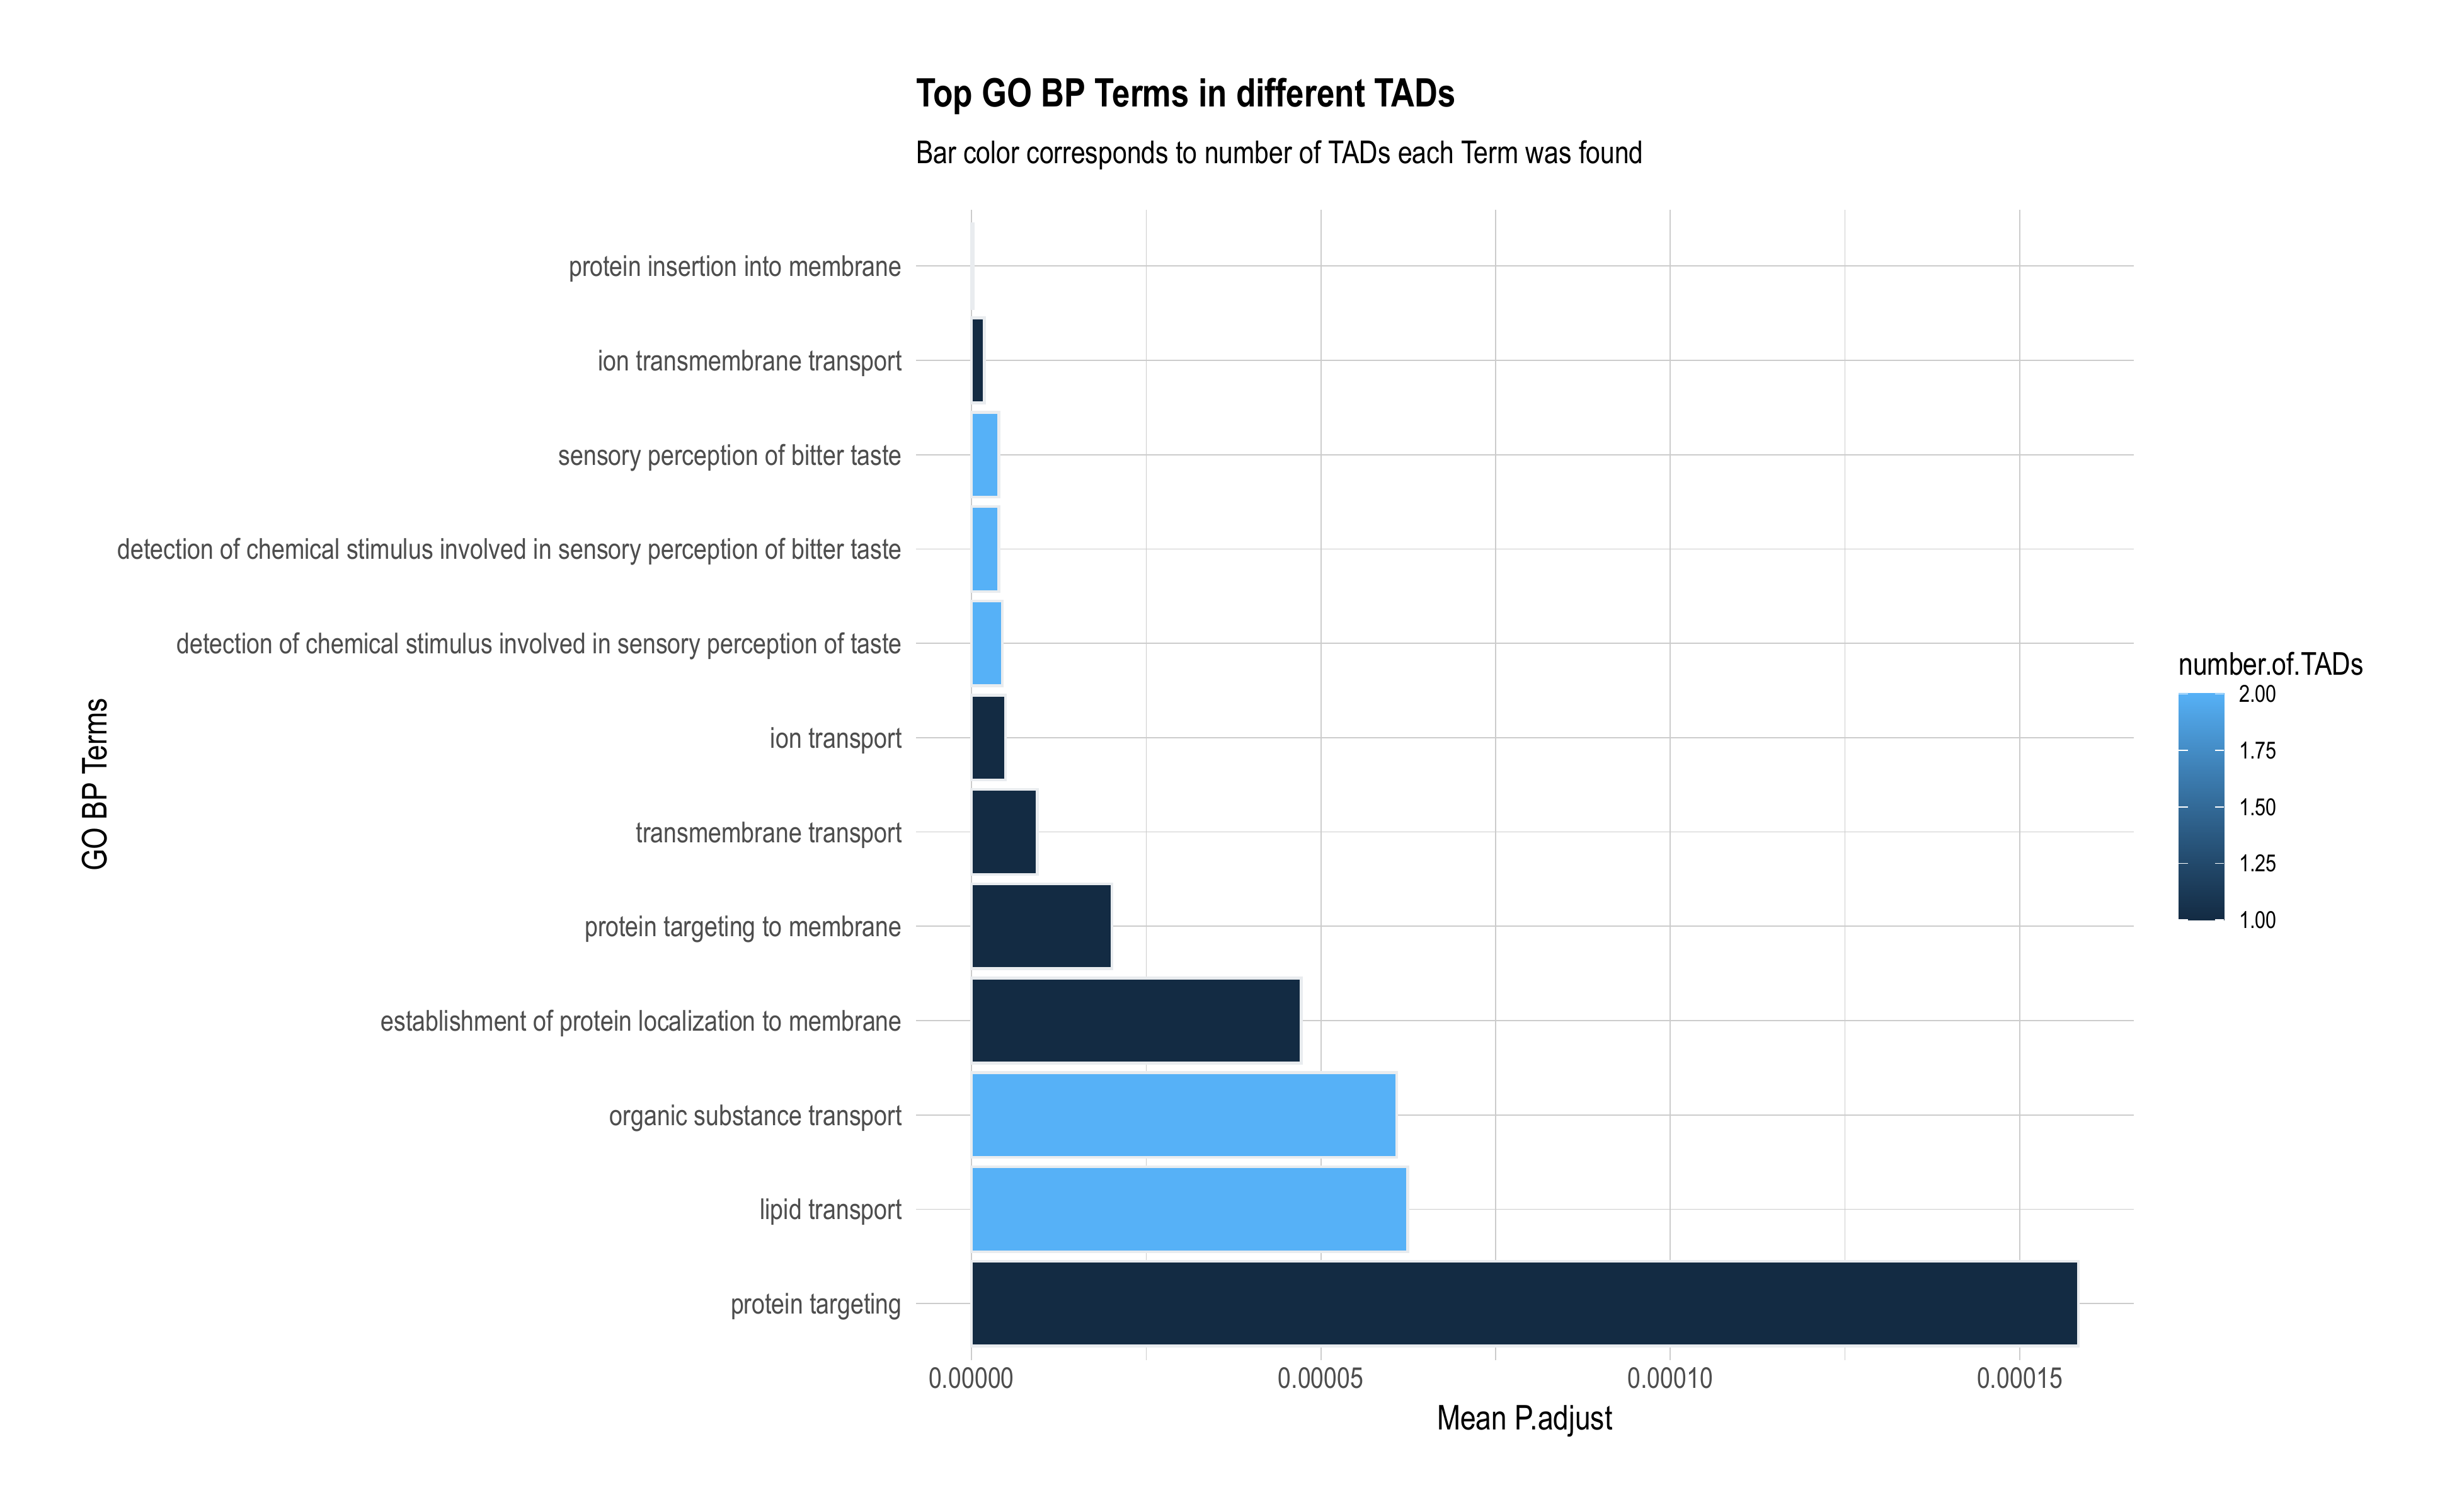 Top GO BP Terms in different TADs
Bar color corresponds to number of TADs each Term was found
GO BP Terms
protein insertion into membrane
ion transmembrane transport
sensory perception of bitter taste
detection of chemical stimulus involved in sensory perception of bitter taste
detection of chemical stimulus involved in sensory perception of taste
ion transport
transmembrane transport
protein targeting to membrane
establishment of protein localization to membrane
organic substance transport
lipid transport
protein targeting
0.00000 0.00005 0.00010 0.00015
Mean P.adjust
number.of.TADs
2.00
1.75
1.50
1.25
1.00